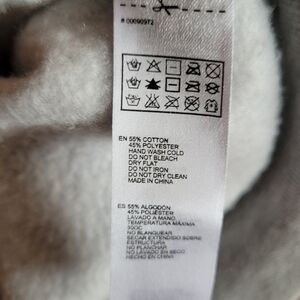 # 00090972
EN 55% COTTON
45% POLYESTER
HAND WASH COLD
DO NOT BLEACH
DRY FLAT
DO NOT IRON
DO NOT DRY CLEAN
MADE IN CHINA
ES 55% ALGODÓN
45% POLIÉSTER
LAVADO A MANO,
TEMPERATURA MÁXIMA
30OC
NO BLANQUEAR
SECAR EXTENDIDO SOBRE
ESTRUCTURA
NO PLANCHAR
NO LAVADO EN SECO
HECHO EN CHINA